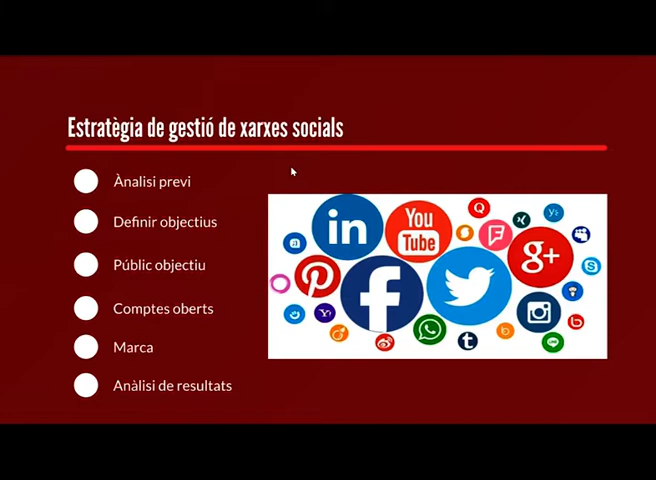 Estratègia de gestió de xarxes socials
Ànalisi previ
Definir objectius
Públic objectiu
Comptes oberts
Marca
Anàlisi de resultats
in
You
Tube
g+